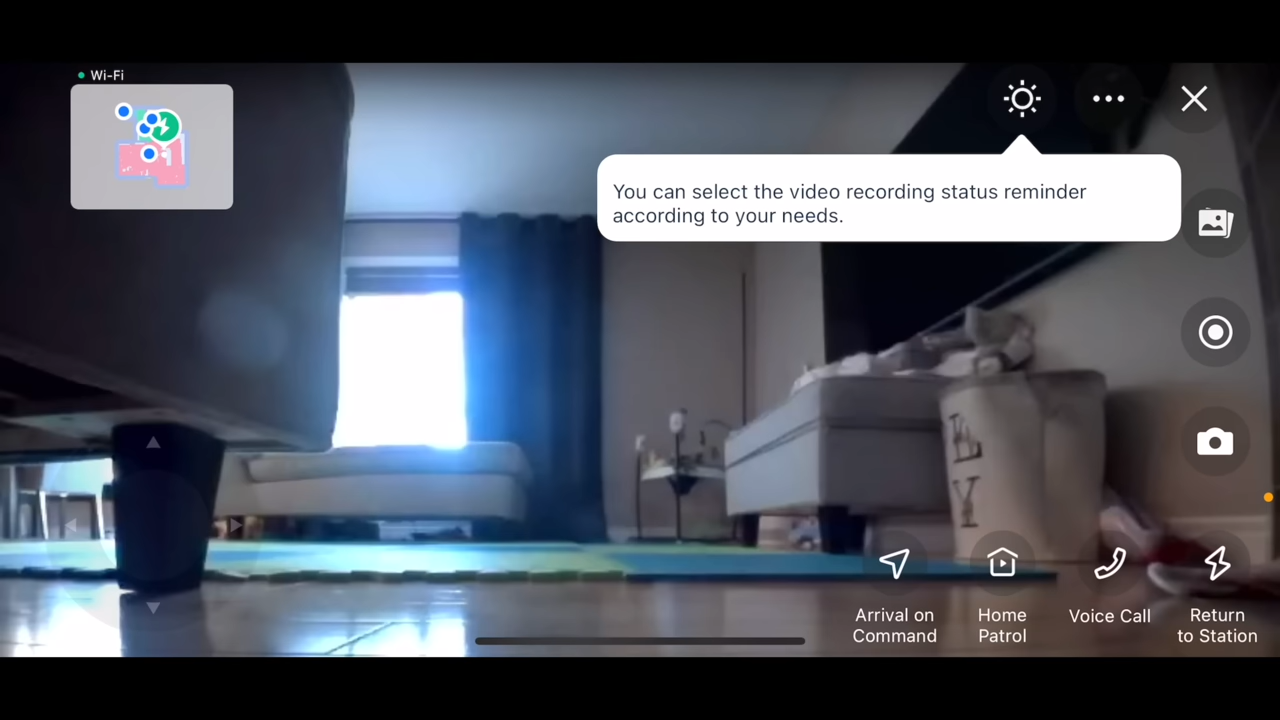 Wi-Fi
You can select the video recording status reminder
according to your needs.
L
Y
Arrival on
Command
Home
Patrol
Voice Call
Return
to Station